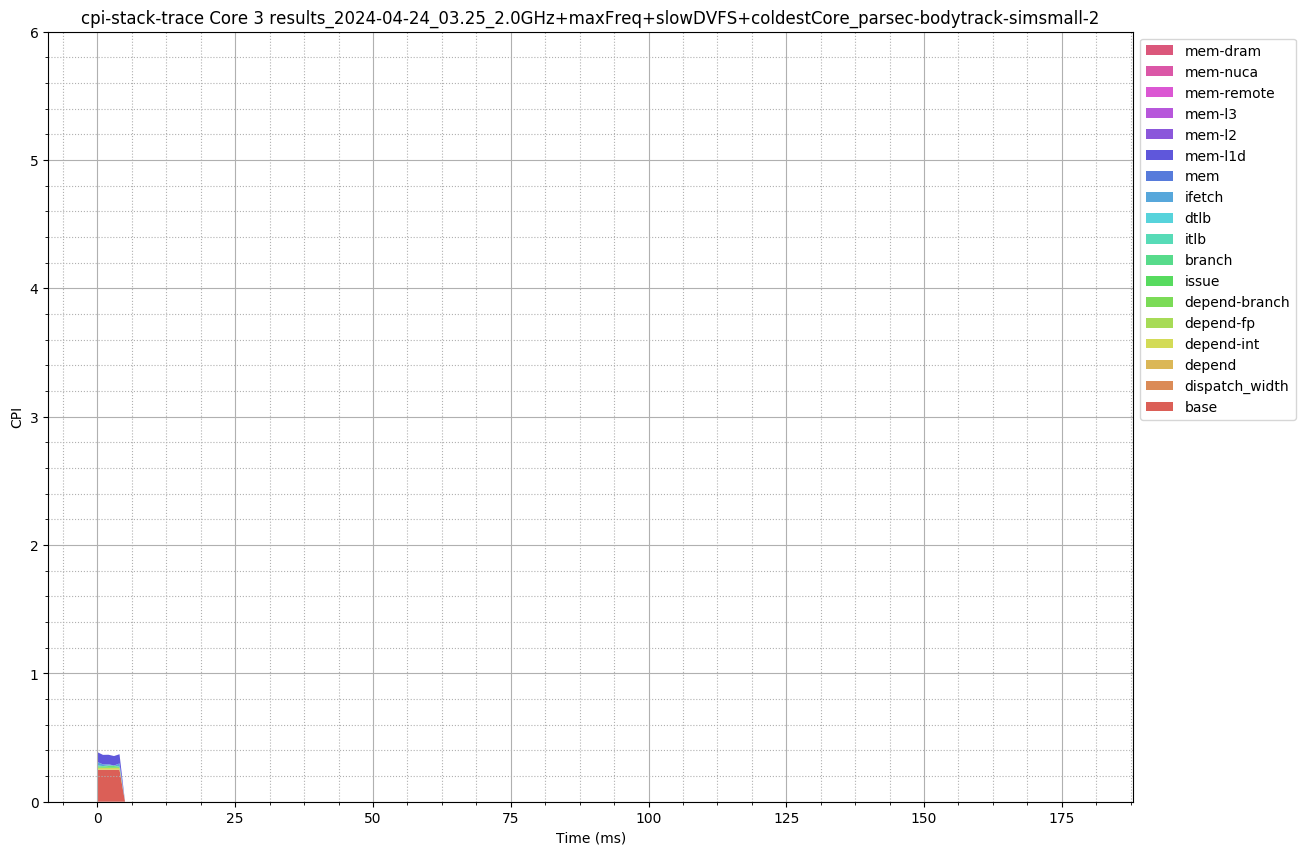 cpi-stack-trace Core 3 results_2024-04-24_03.25_2.0GHz+maxFreq+slowDVFS+coldestCore_parsec-bodytrack-simsmall-2
6
5
4
3
2
1
0
CPI
0 25 50 75 100 125 150 175
Time (ms)
mem-dram
mem-nuca
mem-remote
mem-l3
mem-l2
mem-l1d
mem
ifetch
dtlb
itlb
branch
issue
depend-branch
depend-fp
depend-int
depend
dispatch_width
base